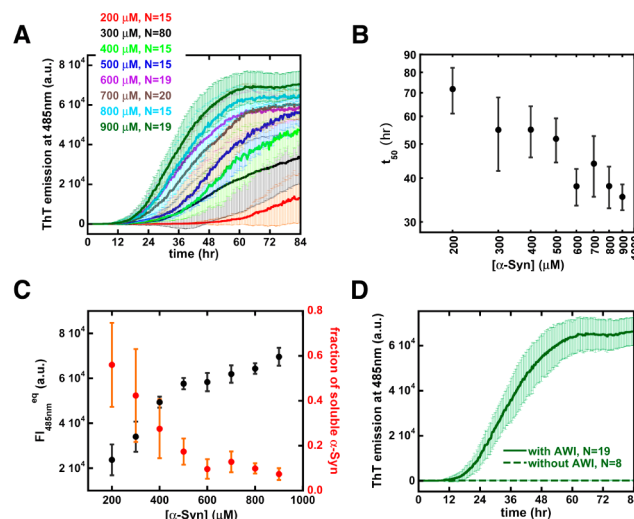 A
200 μM, N=15
300 μM, N=80
400 μM, N=15
500 μM, N=15
600 μM, N=19
700 μM, N=20
800 μM, N=15
900 μM, N=19
ThT emission at 485nm (a.u.)
8 10⁴
6 10⁴
4 10⁴
2 10⁴
0
0 12 24 36 48 60 72 84
time (hr)
B
t₅₀ (hr)
90
80
70
60
50
40
30
200 300 400 500 600 700 800 900 1000
[α-Syn] (μM)
C
FI₄₈₅ₙₘ^eq (a.u.)
8 10⁴
6 10⁴
4 10⁴
2 10⁴
0.8
0.6
0.4
0.2
0.0
fraction of soluble α-Syn
200 400 600 800 1000
[α-Syn] (μM)
D
ThT emission at 485nm (a.u.)
6 10⁴
4 10⁴
2 10⁴
0
with AWI, N=19
without AWI, N=8
0 12 24 36 48 60 72 84
time (hr)